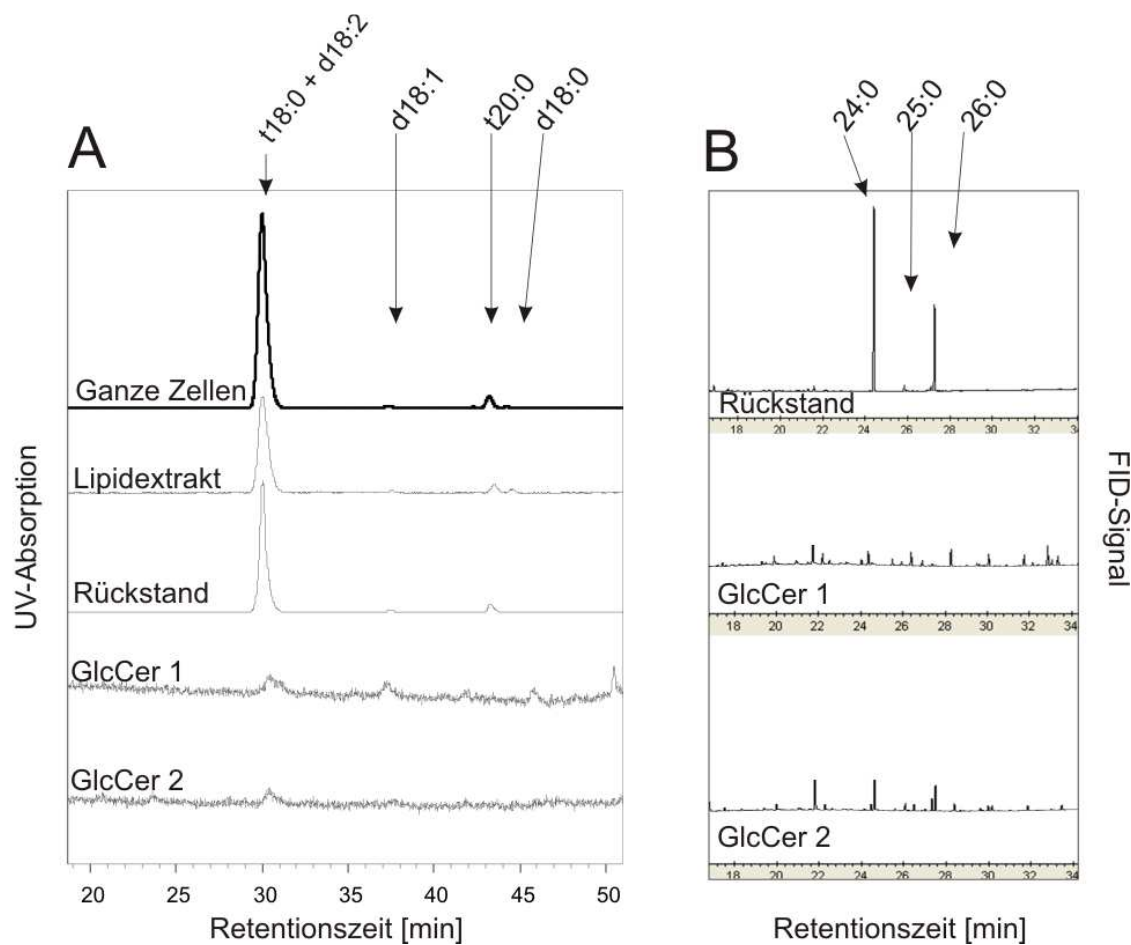 A
t18:0 + d18:2
d18:1
t20:0
d18:0
Ganze Zellen
Lipidextrakt
Rückstand
GlcCer 1
GlcCer 2
UV-Absorption
20 25 30 35 40 45 50
Retentionszeit [min]
B
24:0
25:0
26:0
Rückstand
18 20 22 24 26 28 30 32 34
GlcCer 1
18 20 22 24 26 28 30 32 34
GlcCer 2
18 20 22 24 26 28 30 32 34
FID-Signal
Retentionszeit [min]